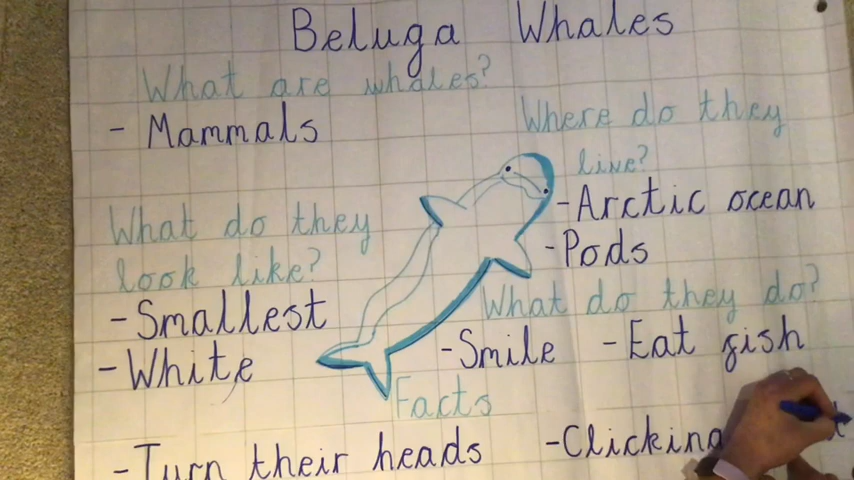 Beluga Whales
What are whales?
- Mammals
Where do they
live?
- Arctic ocean
- Pods
What do they
look like?
- Smallest
- White
What do they do?
- Smile - Eat fish
Facts
- Turn their heads - Clicking